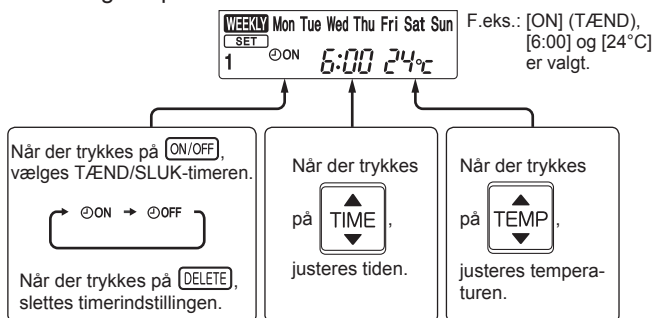 WEEKLY Mon Tue Wed Thu Fri Sat Sun
SET
1 ON 6:00 24°C
F.eks.: [ON] (TÆND),
[6:00] og [24°C]
er valgt.
Når der trykkes på ON/OFF,
vælges TÆND/SLUK-timeren.
ON → OFF
Når der trykkes på DELETE,
slettes timerindstillingen.
Når der trykkes
på TIME,
justeres tiden.
Når der trykkes
på TEMP,
justeres tempera-
turen.